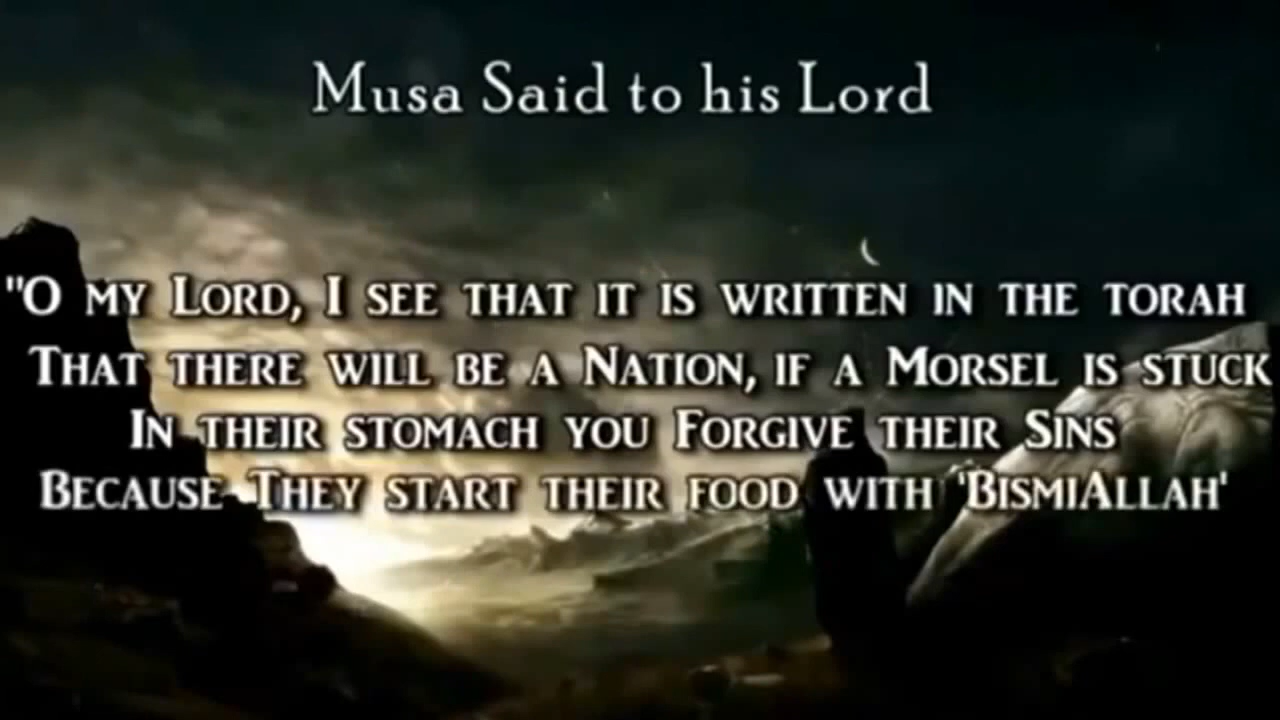 Musa Said to his Lord
"O my Lord, I see that it is written in the Torah
That there will be a Nation, if a Morsel is stuck
In their stomach you Forgive their Sins
Because They start their food with 'BismiAllah'